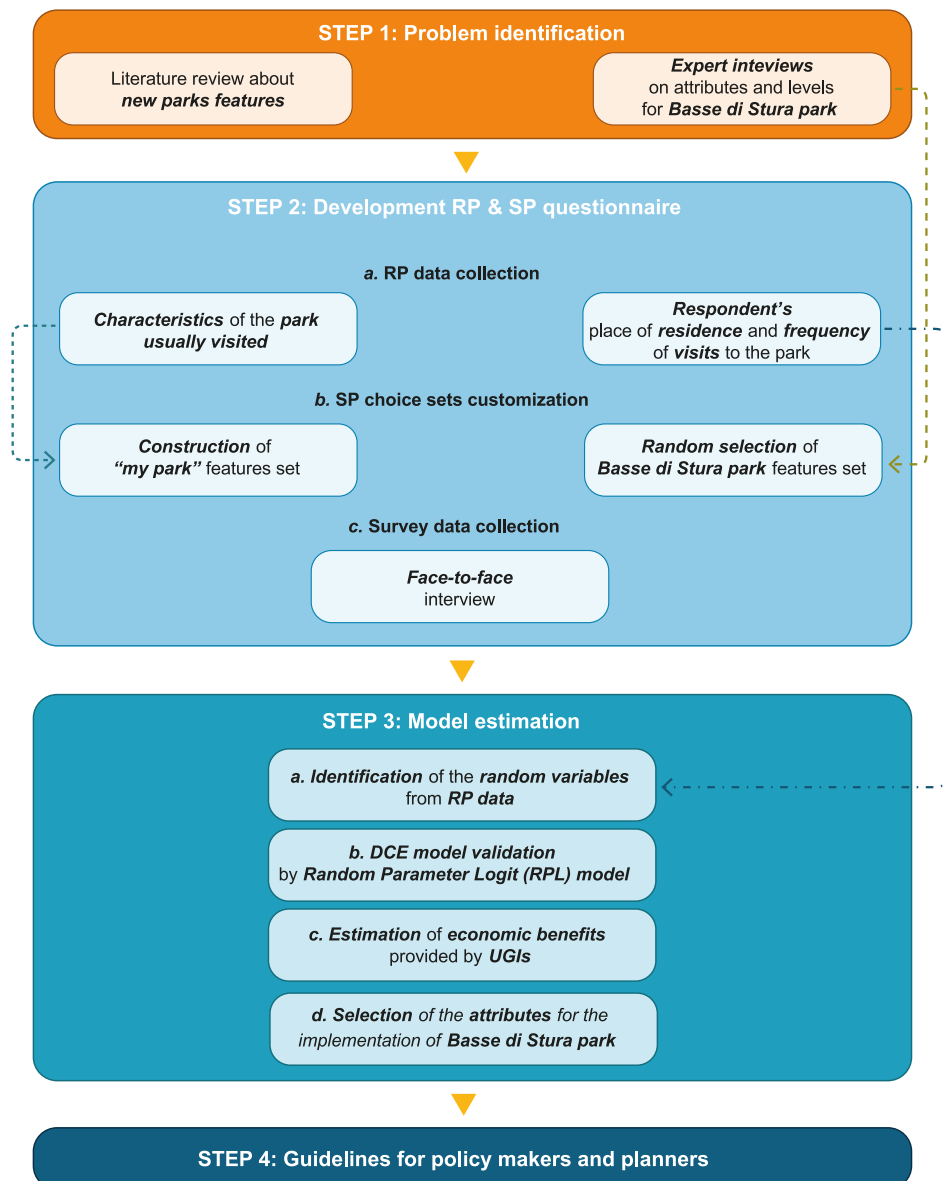 STEP 1: Problem identification
Literature review about
new parks features
Expert inteviews
on attributes and levels
for Basse di Stura park
STEP 2: Development RP & SP questionnaire
a. RP data collection
Characteristics of the park
usually visited
Respondent's
place of residence and frequency
of visits to the park
b. SP choice sets customization
Construction of
“my park” features set
Random selection of
Basse di Stura park features set
c. Survey data collection
Face-to-face
interview
STEP 3: Model estimation
a. Identification of the random variables
from RP data
b. DCE model validation
by Random Parameter Logit (RPL) model
c. Estimation of economic benefits
provided by UGIs
d. Selection of the attributes for the
implementation of Basse di Stura park
STEP 4: Guidelines for policy makers and planners